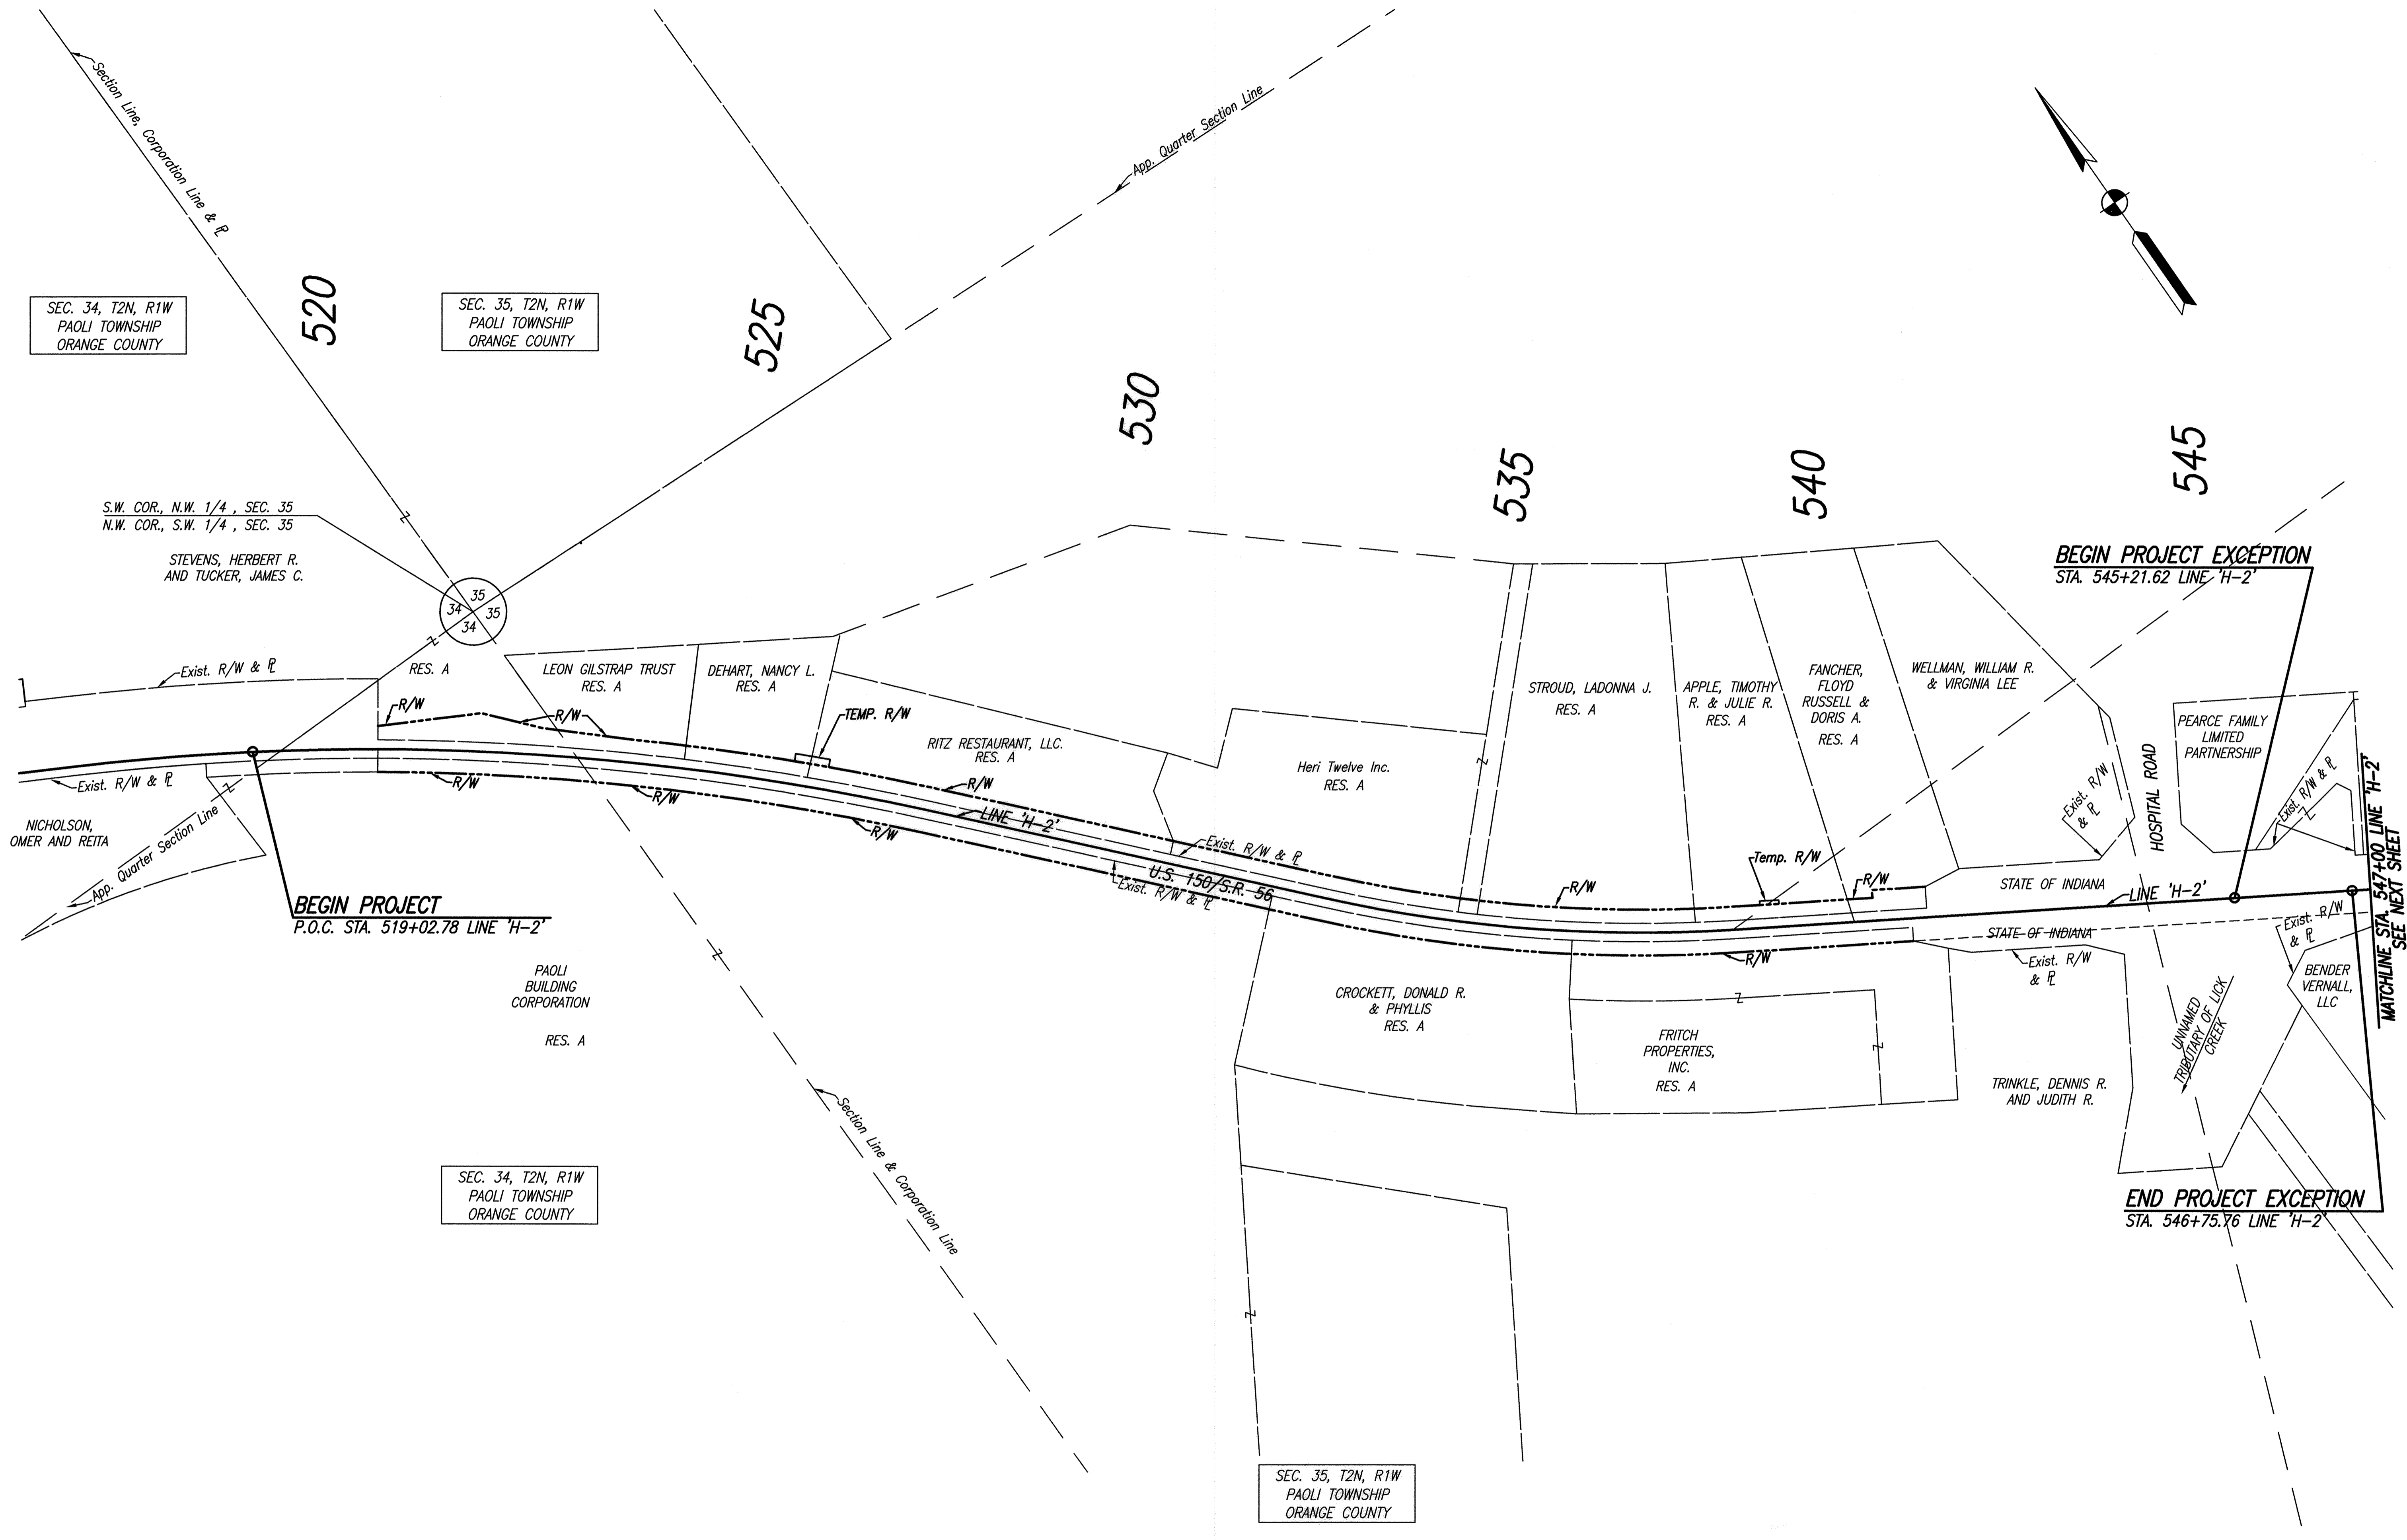 Section Line, Corporation Line & PL
App. Quarter Section Line
SEC. 34, T2N, R1W
PAOLI TOWNSHIP
ORANGE COUNTY
520
SEC. 35, T2N, R1W
PAOLI TOWNSHIP
ORANGE COUNTY
525
530
535
540
545
S.W. COR., N.W. 1/4 , SEC. 35
N.W. COR., S.W. 1/4 , SEC. 35
STEVENS, HERBERT R.
AND TUCKER, JAMES C.
35
34 35
34
BEGIN PROJECT EXCEPTION
STA. 545+21.62 LINE 'H-2'
Exist. R/W & PL
RES. A
LEON GILSTRAP TRUST
RES. A
DEHART, NANCY L.
RES. A
R/W
R/W
TEMP. R/W
RITZ RESTAURANT, LLC.
RES. A
R/W
Heri Twelve Inc.
RES. A
STROUD, LADONNA J.
RES. A
APPLE, TIMOTHY
R. & JULIE R.
RES. A
FANCHER,
FLOYD
RUSSELL &
DORIS A.
RES. A
WELLMAN, WILLIAM R.
& VIRGINIA LEE
Exist. R/W
& PL
HOSPITAL ROAD
PEARCE FAMILY
LIMITED
PARTNERSHIP
Exist. R/W & PL
MATCHLINE STA. 547+00 LINE 'H-2'
SEE NEXT SHEET
Exist. R/W & PL
NICHOLSON,
OMER AND REITA
App. Quarter Section Line
R/W
R/W
R/W
LINE 'H-2'
Exist. R/W & PL
U.S. 150/S.R. 56
Exist. R/W & PL
R/W
Temp. R/W
R/W
STATE OF INDIANA
LINE 'H-2'
BEGIN PROJECT
P.O.C. STA. 519+02.78 LINE 'H-2'
STATE OF INDIANA
R/W
Exist. R/W
& PL
Exist. R/W
& PL
BENDER
VERNALL,
LLC
PAOLI
BUILDING
CORPORATION
RES. A
CROCKETT, DONALD R.
& PHYLLIS
RES. A
FRITCH
PROPERTIES,
INC.
RES. A
UNNAMED
TRIBUTARY OF LICK
CREEK
TRINKLE, DENNIS R.
AND JUDITH R.
Section Line & Corporation Line
SEC. 34, T2N, R1W
PAOLI TOWNSHIP
ORANGE COUNTY
END PROJECT EXCEPTION
STA. 546+75.76 LINE 'H-2'
SEC. 35, T2N, R1W
PAOLI TOWNSHIP
ORANGE COUNTY